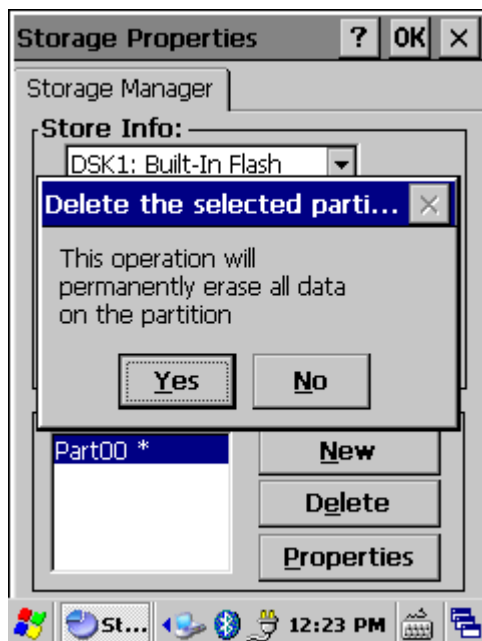 Storage Properties ? OK ×
Storage Manager
Store Info:
DSK1: Built-In Flash
Delete the selected parti... ×
This operation will
permanently erase all data
on the partition
Yes No
Part00 * New
Delete
Properties
St... 12:23 PM